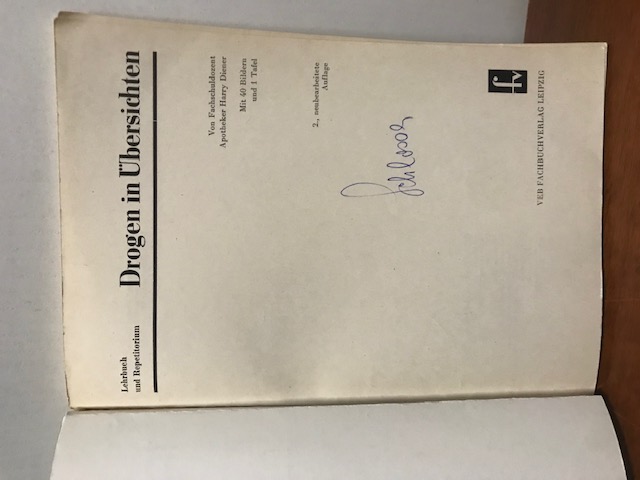 Lehrbuch
und Repetitorium
Drogen in Übersichten
Von Fachschuldozent
Apotheker Harry Diener
Mit 40 Bildern
und 1 Tafel
2., neubearbeitete
Auflage
fv
VEB FACHBUCHVERLAG LEIPZIG